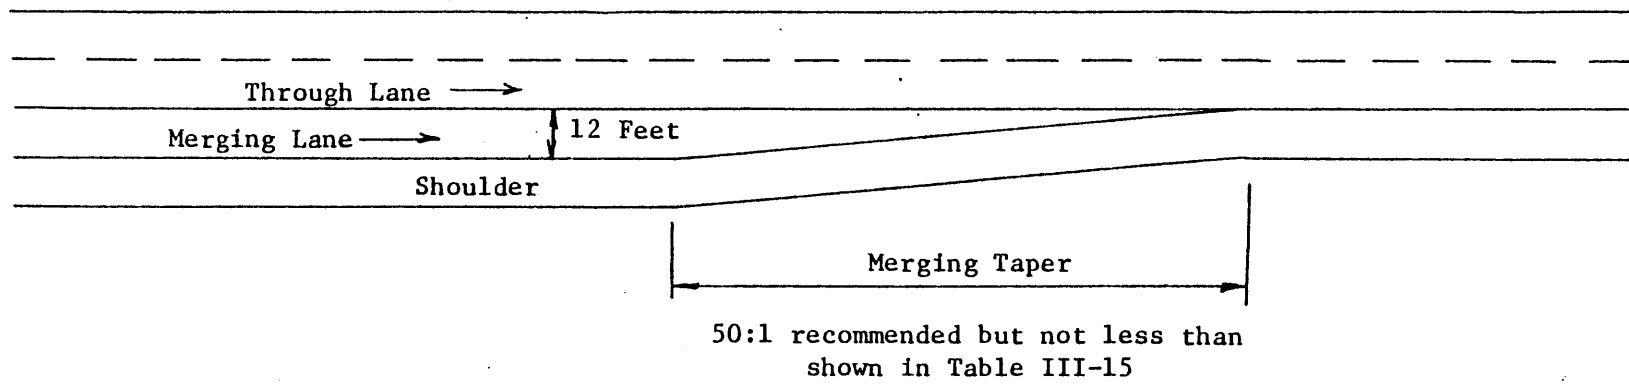 Through Lane
12 Feet
Merging Lane
Shoulder
Merging Taper
50:1 recommended but not less than
shown in Table III-15